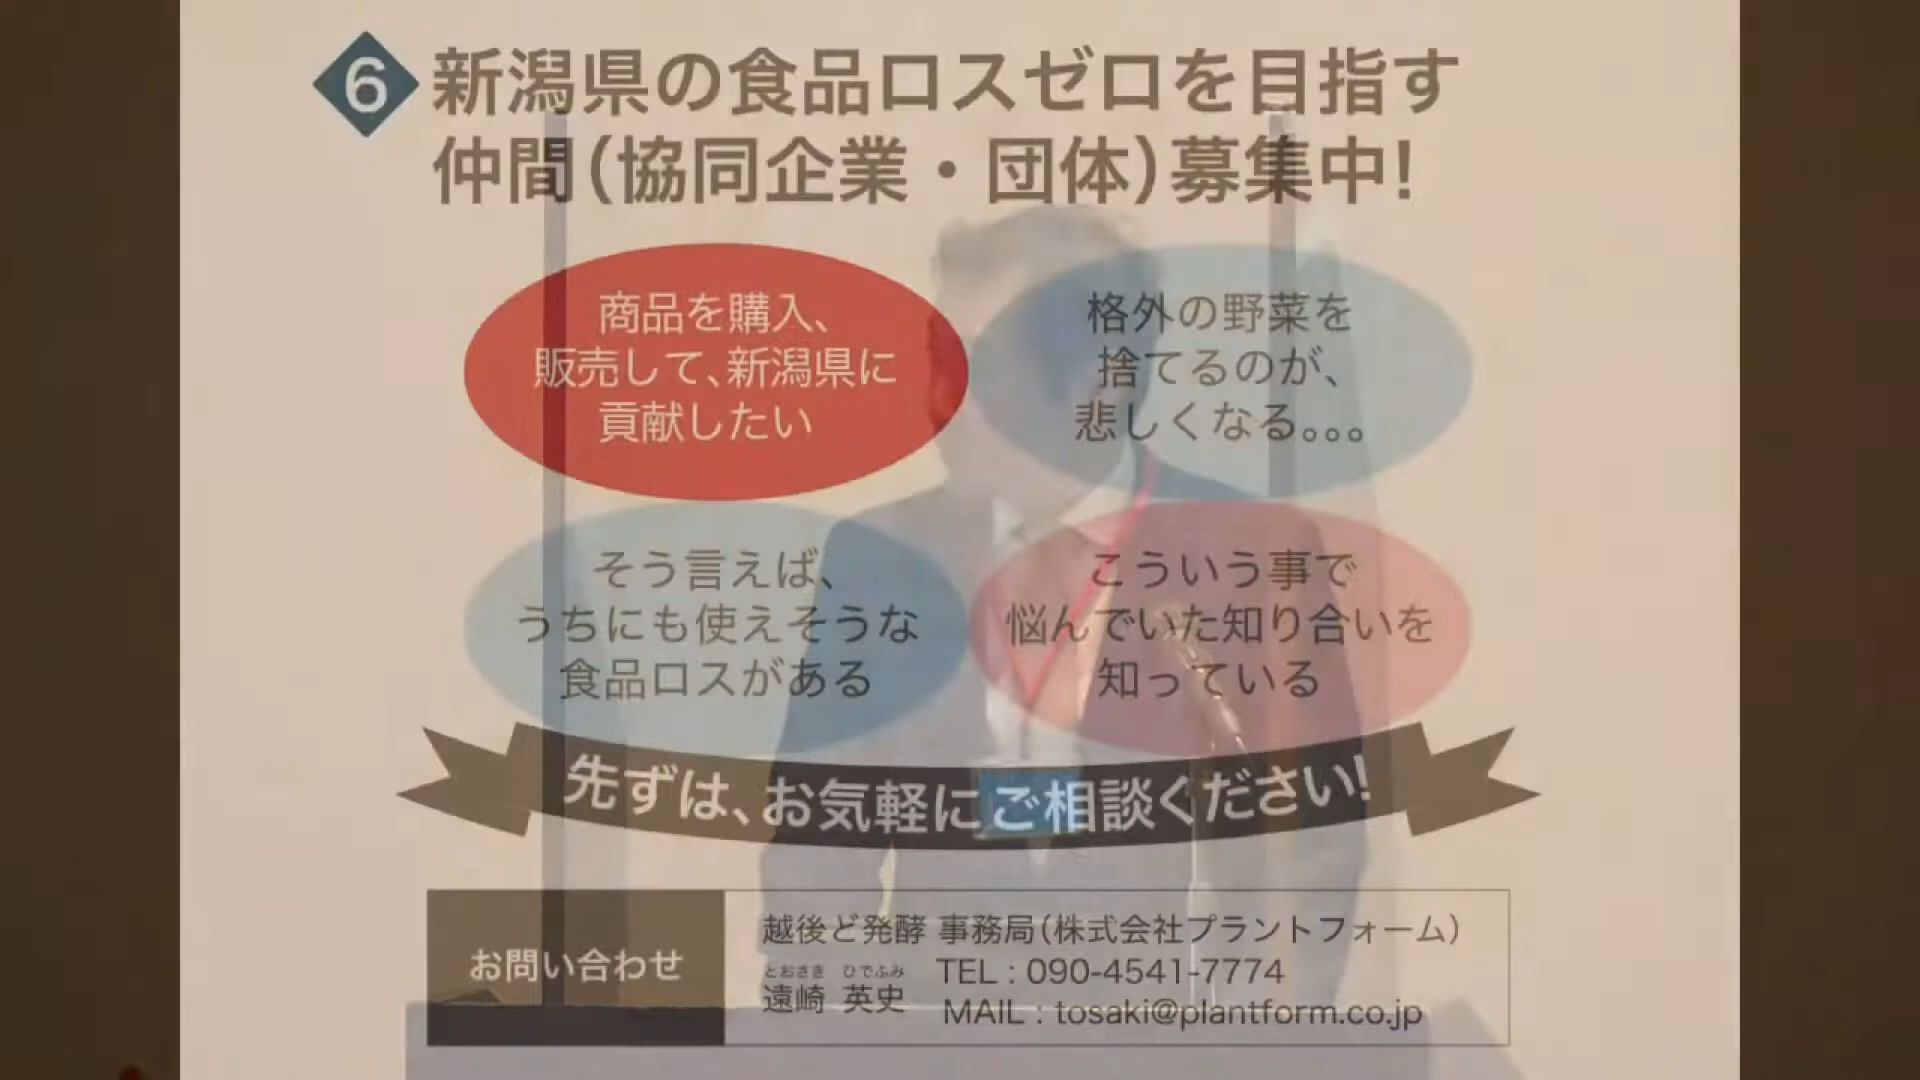 6 新潟県の食品ロスゼロを目指す
仲間(協同企業・団体)募集中!
商品を購入、
販売して、新潟県に
貢献したい
格外の野菜を
捨てるのが、
悲しくなる。。。
そう言えば、
うちにも使えそうな
食品ロスがある
こういう事で
悩んでいた知り合いを
知っている
先ずは、お気軽にご相談ください!
お問い合わせ
越後ど発酵 事務局(株式会社プラントフォーム)
とおさき ひでふみ
遠崎 英史
TEL : 090-4541-7774
MAIL : tosaki@plantform.co.jp